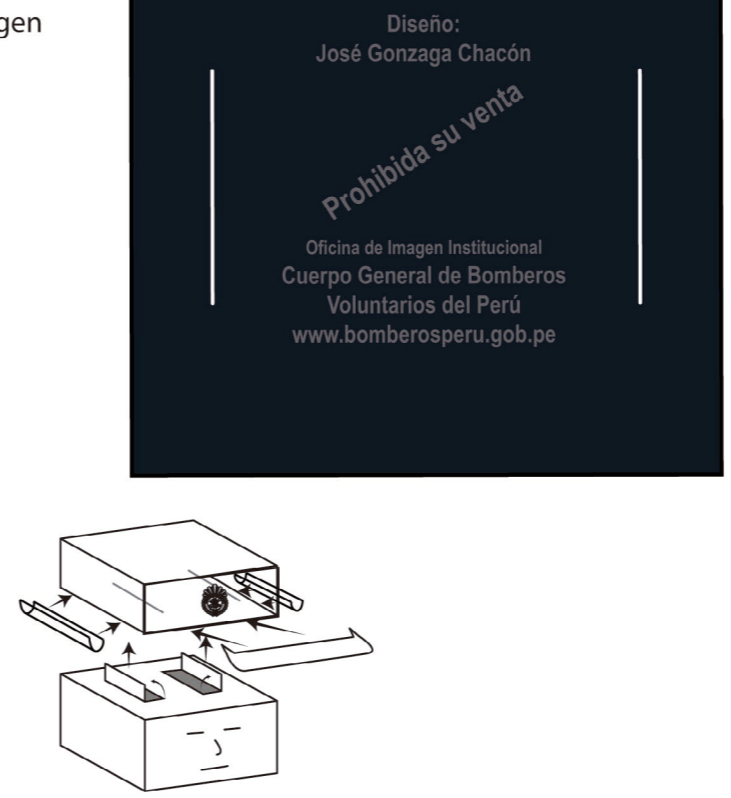 gen
Diseño:
José Gonzaga Chacón
Prohibida su venta
Oficina de Imagen Institucional
Cuerpo General de Bomberos
Voluntarios del Perú
www.bomberosperu.gob.pe